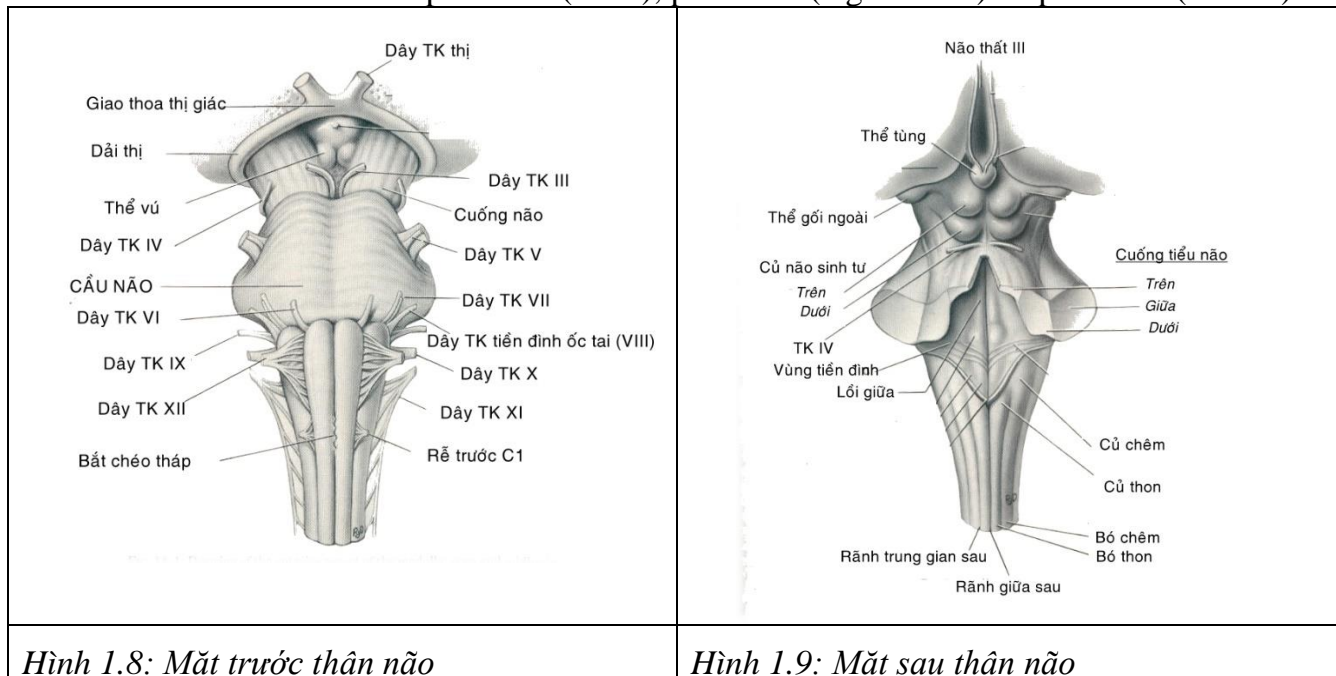 Dây TK thị
Giao thoa thị giác
Dải thị
Dây TK III
Thể vú
Cuống não
Dây TK IV
Dây TK V
CẦU NÃO
Dây TK VII
Dây TK VI
Dây TK tiền đình ốc tai (VIII)
Dây TK IX
Dây TK X
Dây TK XII
Dây TK XI
Bắt chéo tháp
Rễ trước C1
Hình 1.8: Mặt trước thân não
Não thất III
Thể tùng
Thể gối ngoài
Củ não sinh tư
Trên
Dưới
Cuống tiểu não
Trên
Giữa
Dưới
TK IV
Vùng tiền đình
Lồi giữa
Củ chêm
Củ thon
Bó chêm
Bó thon
Rãnh trung gian sau
Rãnh giữa sau
Hình 1.9: Mặt sau thân não